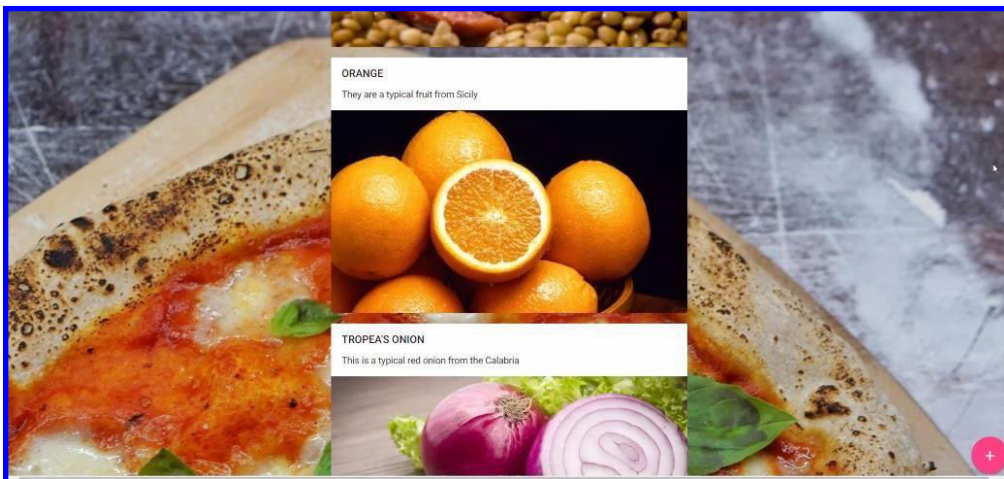 ORANGE
They are a typical fruit from Sicily
TROPEA'S ONION
This is a typical red onion from the Calabria
+